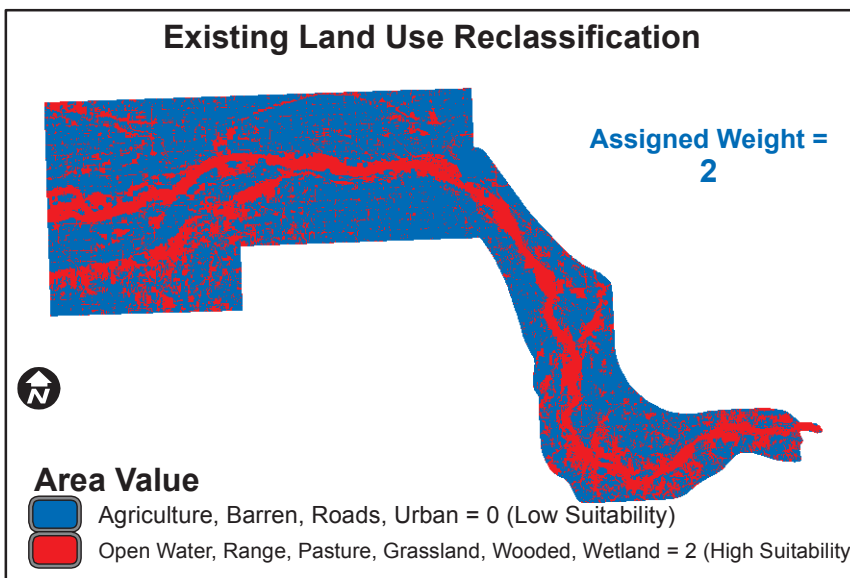 Existing Land Use Reclassification
Assigned Weight =
2
N
Area Value
Agriculture, Barren, Roads, Urban = 0 (Low Suitability)
Open Water, Range, Pasture, Grassland, Wooded, Wetland = 2 (High Suitability